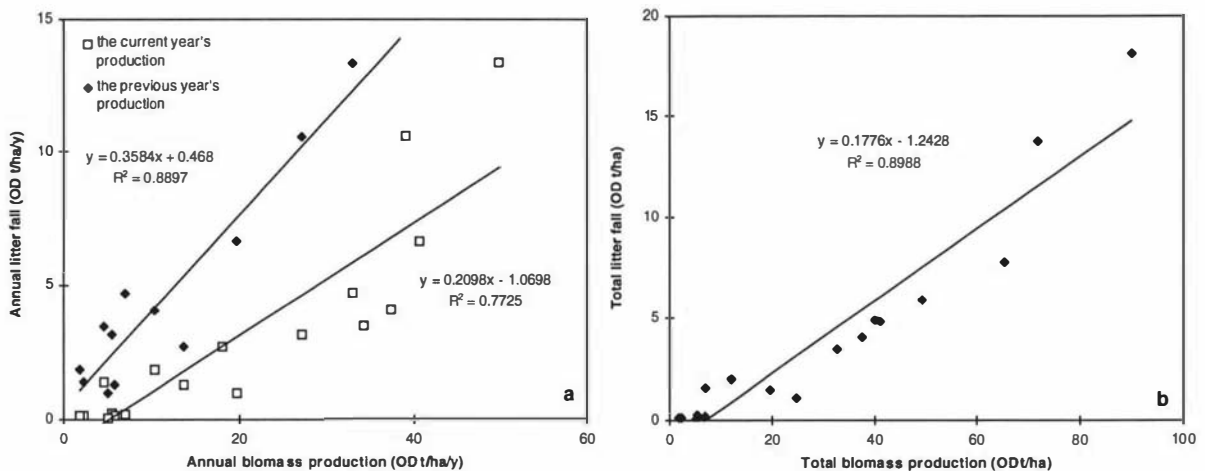 15
10
5
0
0
20
40
60
Annual litter fall (OD t/ha/y)
the current year's
production
the previous year's
production
y = 0.3584x + 0.468
R² = 0.8897
y = 0.2098x - 1.0698
R² = 0.7725
a
Annual biomass production (OD t/ha/y)
20
15
10
5
0
0
20
40
60
80
100
Total litter fall (OD t/ha)
y = 0.1776x - 1.2428
R² = 0.8988
b
Total biomass production (ODt/ha)